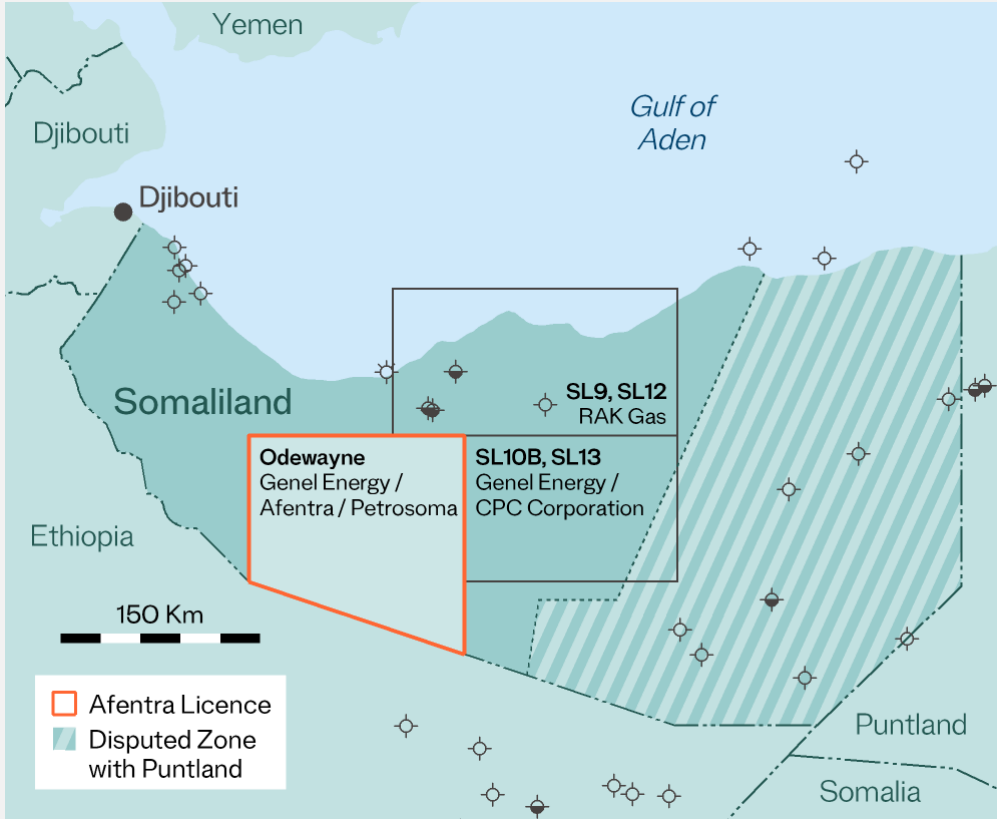 Yemen
Gulf of
Aden
Djibouti
Djibouti
Somaliland
SL9, SL12
RAK Gas
Odewayne
Genel Energy /
Afentra / Petrosoma
SL10B, SL13
Genel Energy /
CPC Corporation
Ethiopia
150 Km
Afentra Licence
Disputed Zone
with Puntland
Puntland
Somalia